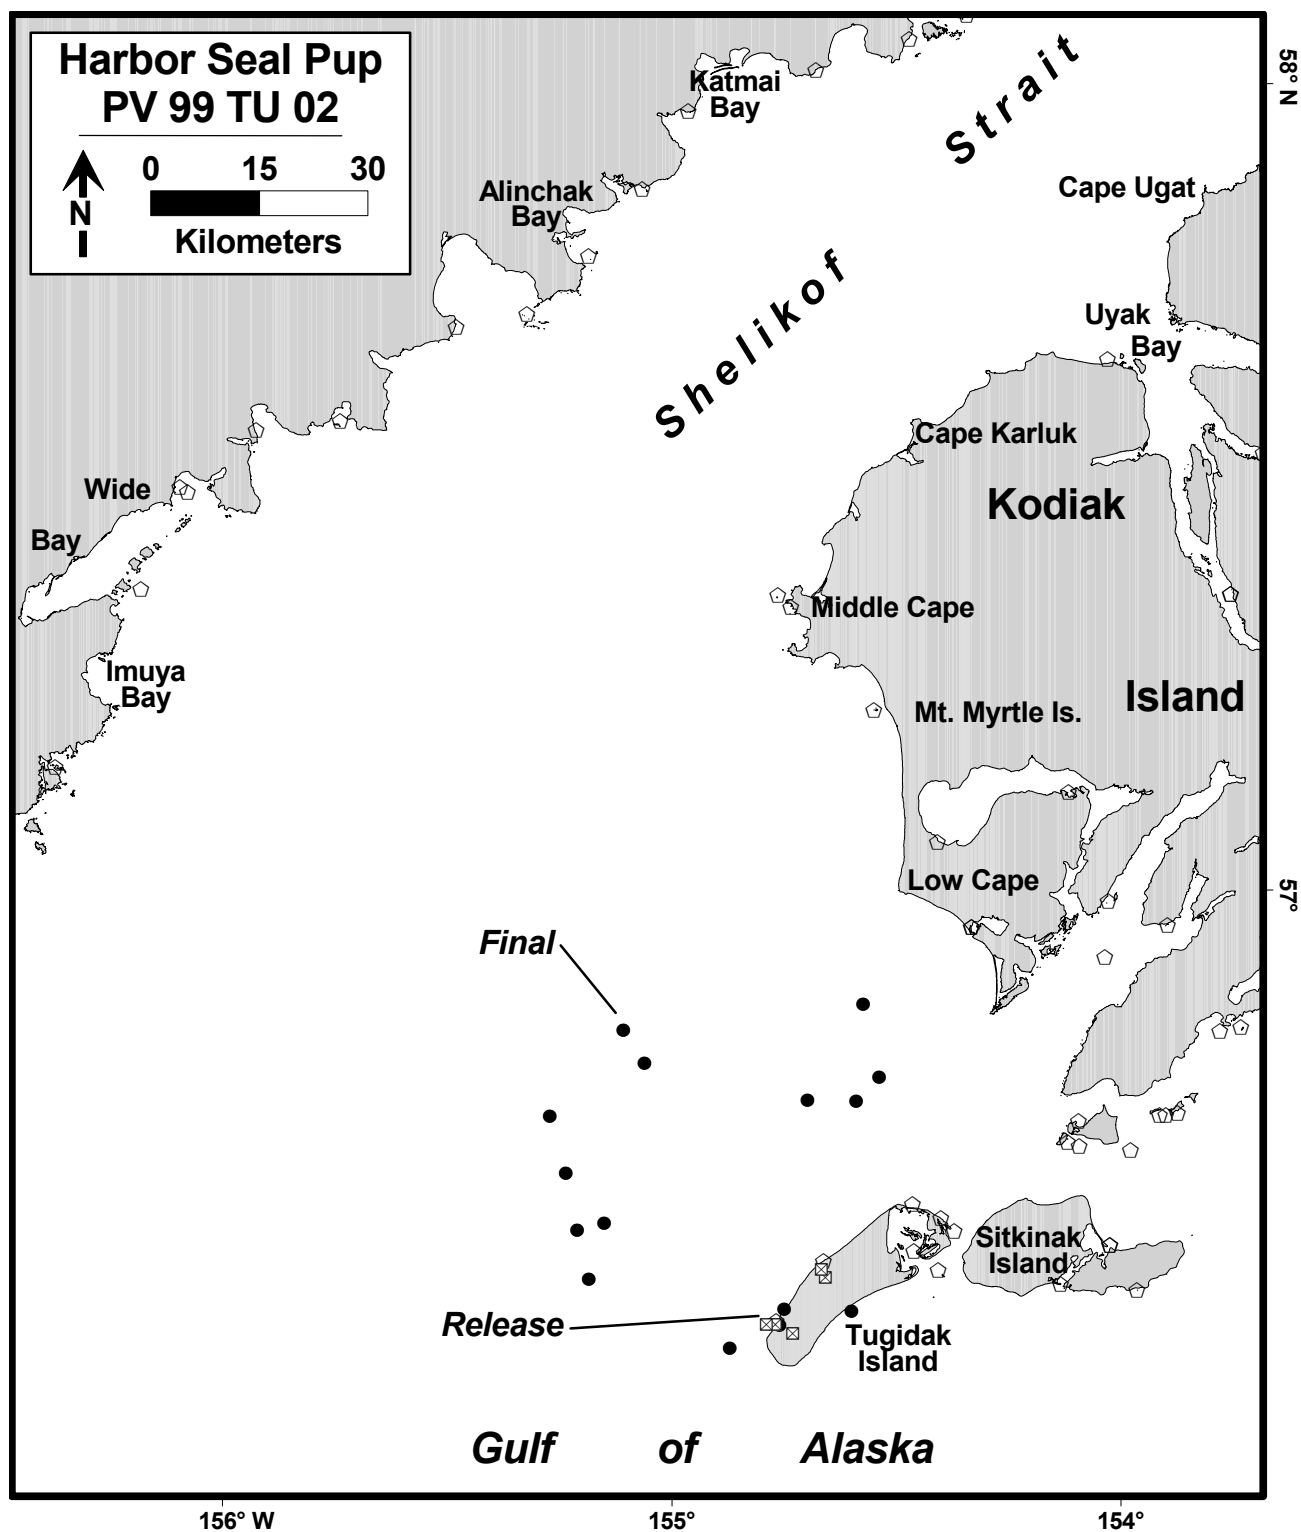 Harbor Seal Pup
PV 99 TU 02
0 15 30
N
Kilometers
Katmai
Bay
Strait
58° N
Alinchak
Bay
Cape Ugat
Shelikof
Uyak
Bay
Cape Karluk
Wide
Bay
Kodiak
Middle Cape
Imuya
Bay
Island
Mt. Myrtle Is.
Low Cape
57°
Final
Sitkinak
Island
Release
Tugidak
Island
Gulf of Alaska
156° W 155° 154°